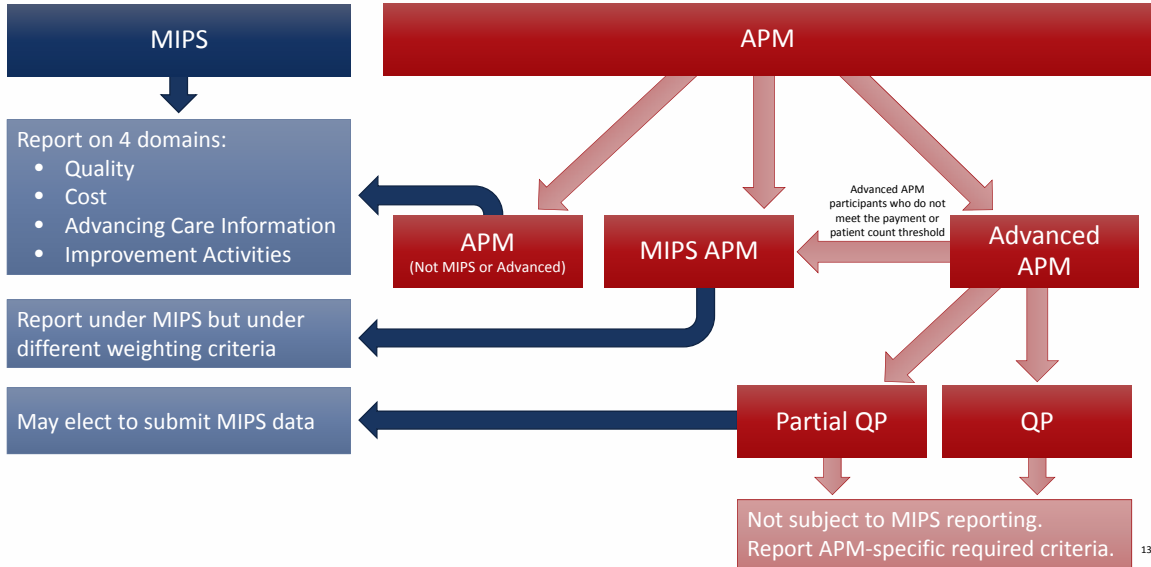 MIPS
APM
Report on 4 domains:
• Quality
• Cost
• Advancing Care Information
• Improvement Activities
Advanced APM
participants who do not
meet the payment or
patient count threshold
APM
(Not MIPS or Advanced)
MIPS APM
Advanced
APM
Report under MIPS but under
different weighting criteria
May elect to submit MIPS data
Partial QP
QP
Not subject to MIPS reporting.
Report APM-specific required criteria.
13